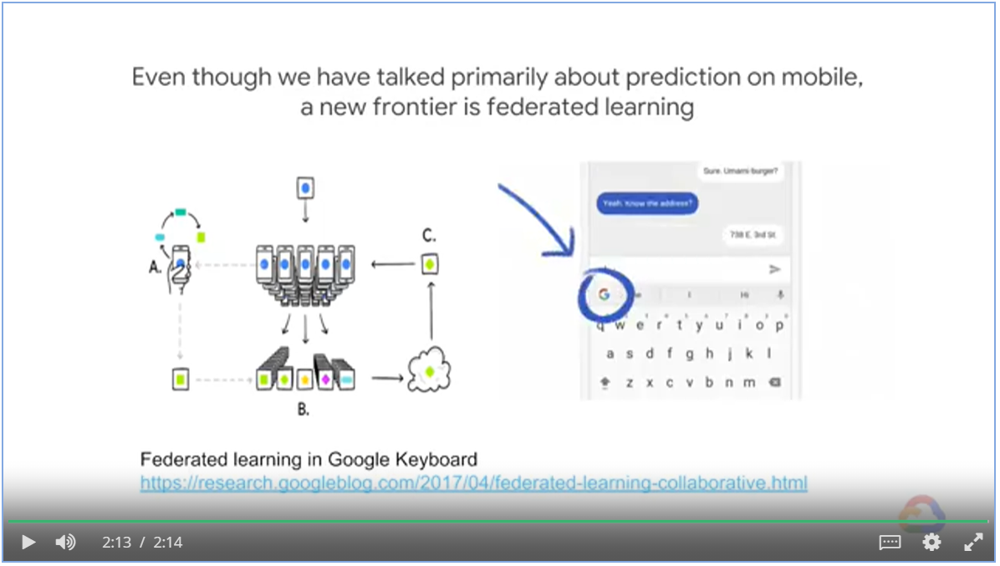 Even though we have talked primarily about prediction on mobile,
a new frontier is federated learning
A.
B.
C.
Sure. Umami burger?
Yeah. Know the address?
738 E. 3rd St.
G
I
Hi
q w e r t y u i o p
a s d f g h j k l
z x c v b n m
Federated learning in Google Keyboard
https://research.googleblog.com/2017/04/federated-learning-collaborative.html
2:13 / 2:14